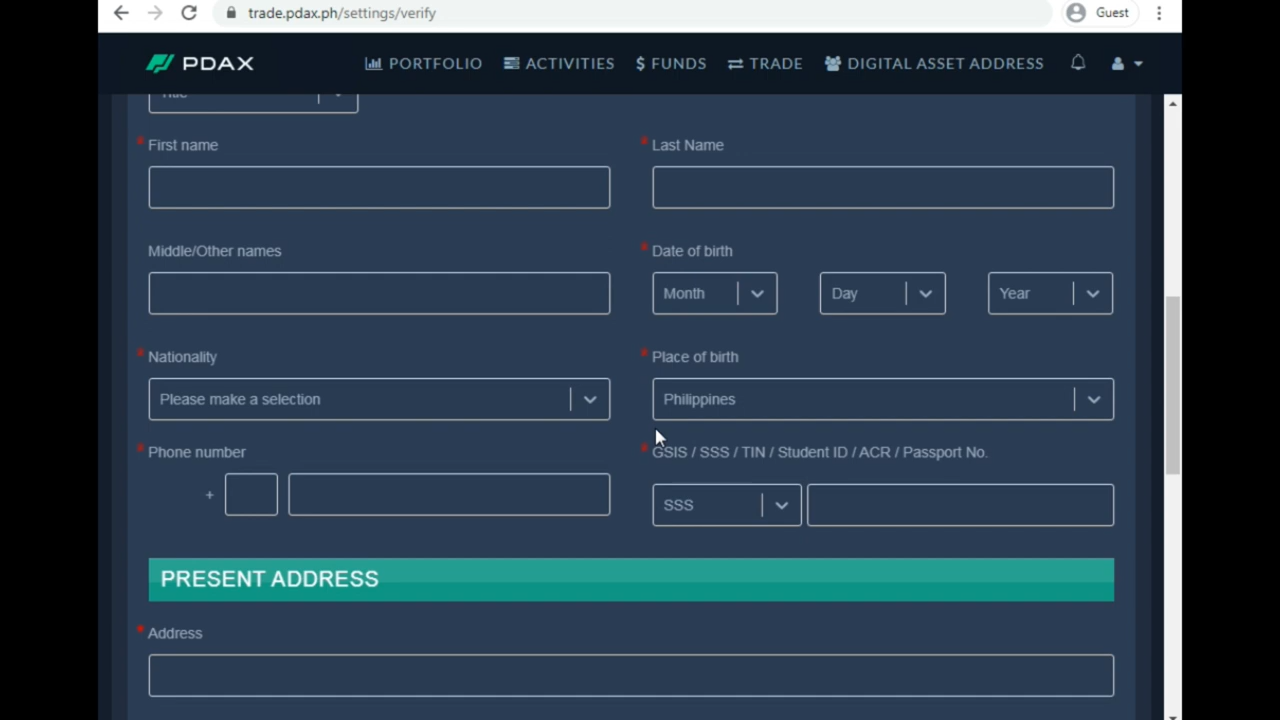 trade.pdax.ph/settings/verify
Guest
PDAX
PORTFOLIO
ACTIVITIES
$ FUNDS
TRADE
DIGITAL ASSET ADDRESS
Title
* First name
* Last Name
Middle/Other names
* Date of birth
Month
Day
Year
* Nationality
* Place of birth
Please make a selection
Philippines
* Phone number
* GSIS / SSS / TIN / Student ID / ACR / Passport No.
+
SSS
PRESENT ADDRESS
* Address